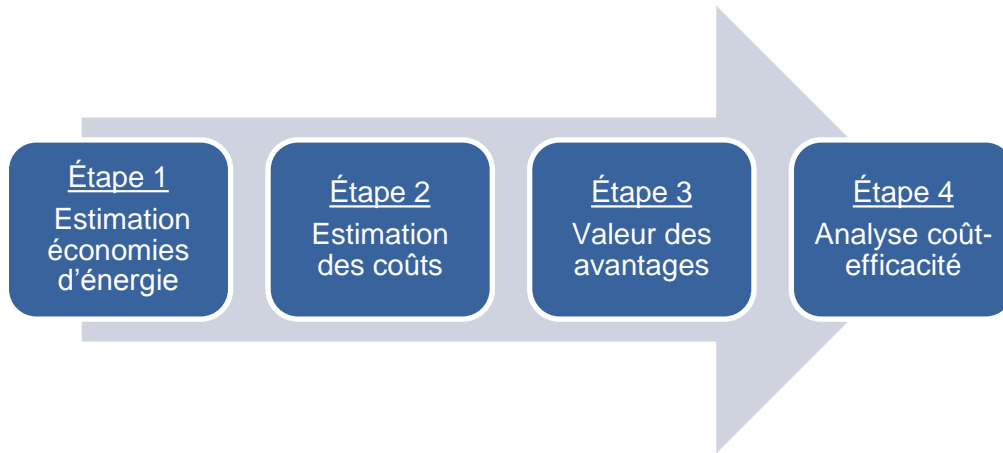 Étape 1
Estimation
économies
d’énergie
Étape 2
Estimation
des coûts
Étape 3
Valeur des
avantages
Étape 4
Analyse coût-
efficacité